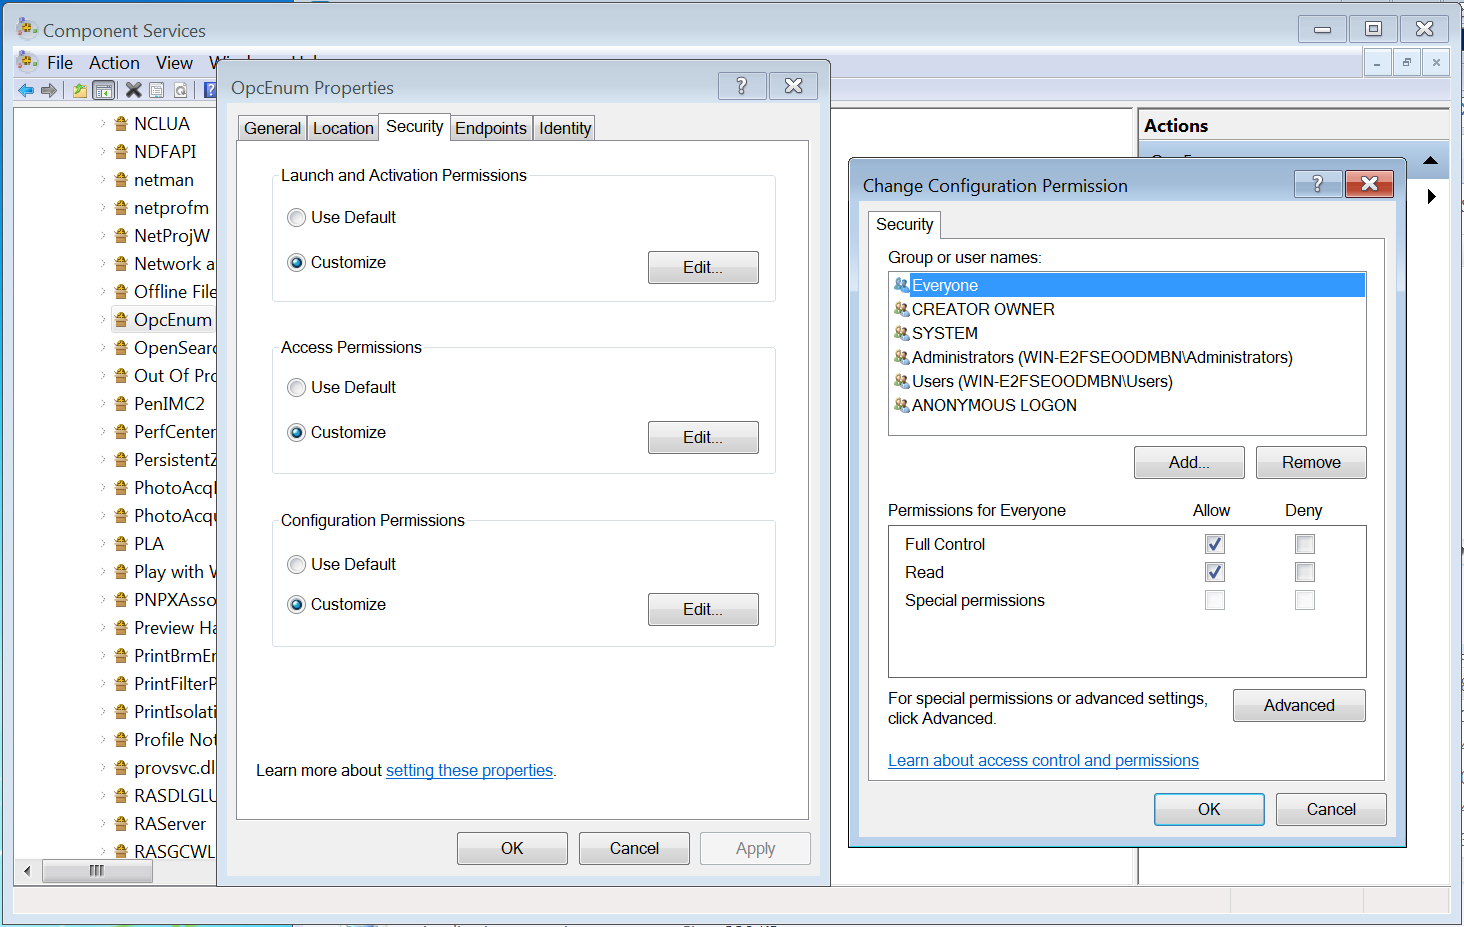 Component Services
File Action View
OpcEnum Properties
General Location Security Endpoints Identity
NCLUA
NDFAPI
netman
netprofm
NetProjW
Network a
Offline File
OpcEnum
OpenSearc
Out Of Pro
PenIMC2
PerfCenter
PersistentZ
PhotoAcq
PhotoAcqu
PLA
Play with
PNPXAsso
Preview Ha
PrintBrmEn
PrintFilterP
PrintIsolati
Profile Not
provsvc.dl
RASDLGLU
RAServer
RASGCWL
Launch and Activation Permissions
Use Default
Customize
Edit...
Access Permissions
Use Default
Customize
Edit...
Configuration Permissions
Use Default
Customize
Edit...
Learn more about setting these properties.
OK Cancel Apply
Actions
Change Configuration Permission
Security
Group or user names:
Everyone
CREATOR OWNER
SYSTEM
Administrators (WIN-E2FSEOODMBN\Administrators)
Users (WIN-E2FSEOODMBN\Users)
ANONYMOUS LOGON
Add... Remove
Permissions for Everyone Allow Deny
Full Control
Read
Special permissions
For special permissions or advanced settings,
click Advanced.
Advanced
Learn about access control and permissions
OK Cancel